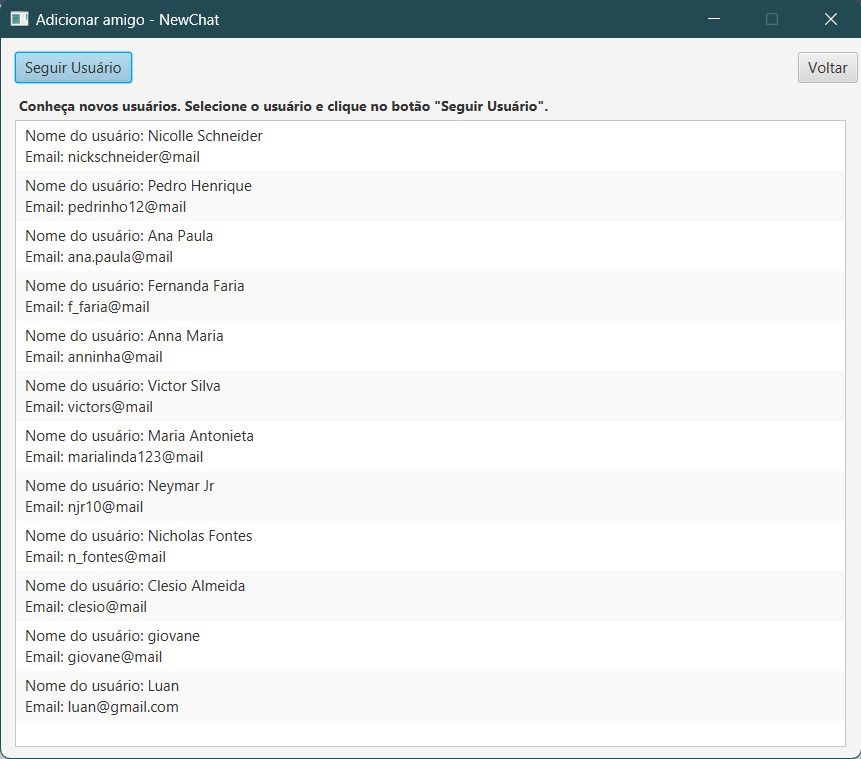 Adicionar amigo - NewChat
Seguir Usuário
Voltar
Conheça novos usuários. Selecione o usuário e clique no botão "Seguir Usuário".
Nome do usuário: Nicolle Schneider
Email: nickschneider@mail
Nome do usuário: Pedro Henrique
Email: pedrinho12@mail
Nome do usuário: Ana Paula
Email: ana.paula@mail
Nome do usuário: Fernanda Faria
Email: f_faria@mail
Nome do usuário: Anna Maria
Email: anninha@mail
Nome do usuário: Victor Silva
Email: victors@mail
Nome do usuário: Maria Antonieta
Email: marialinda123@mail
Nome do usuário: Neymar Jr
Email: njr10@mail
Nome do usuário: Nicholas Fontes
Email: n_fontes@mail
Nome do usuário: Clesio Almeida
Email: clesio@mail
Nome do usuário: giovane
Email: giovane@mail
Nome do usuário: Luan
Email: luan@gmail.com